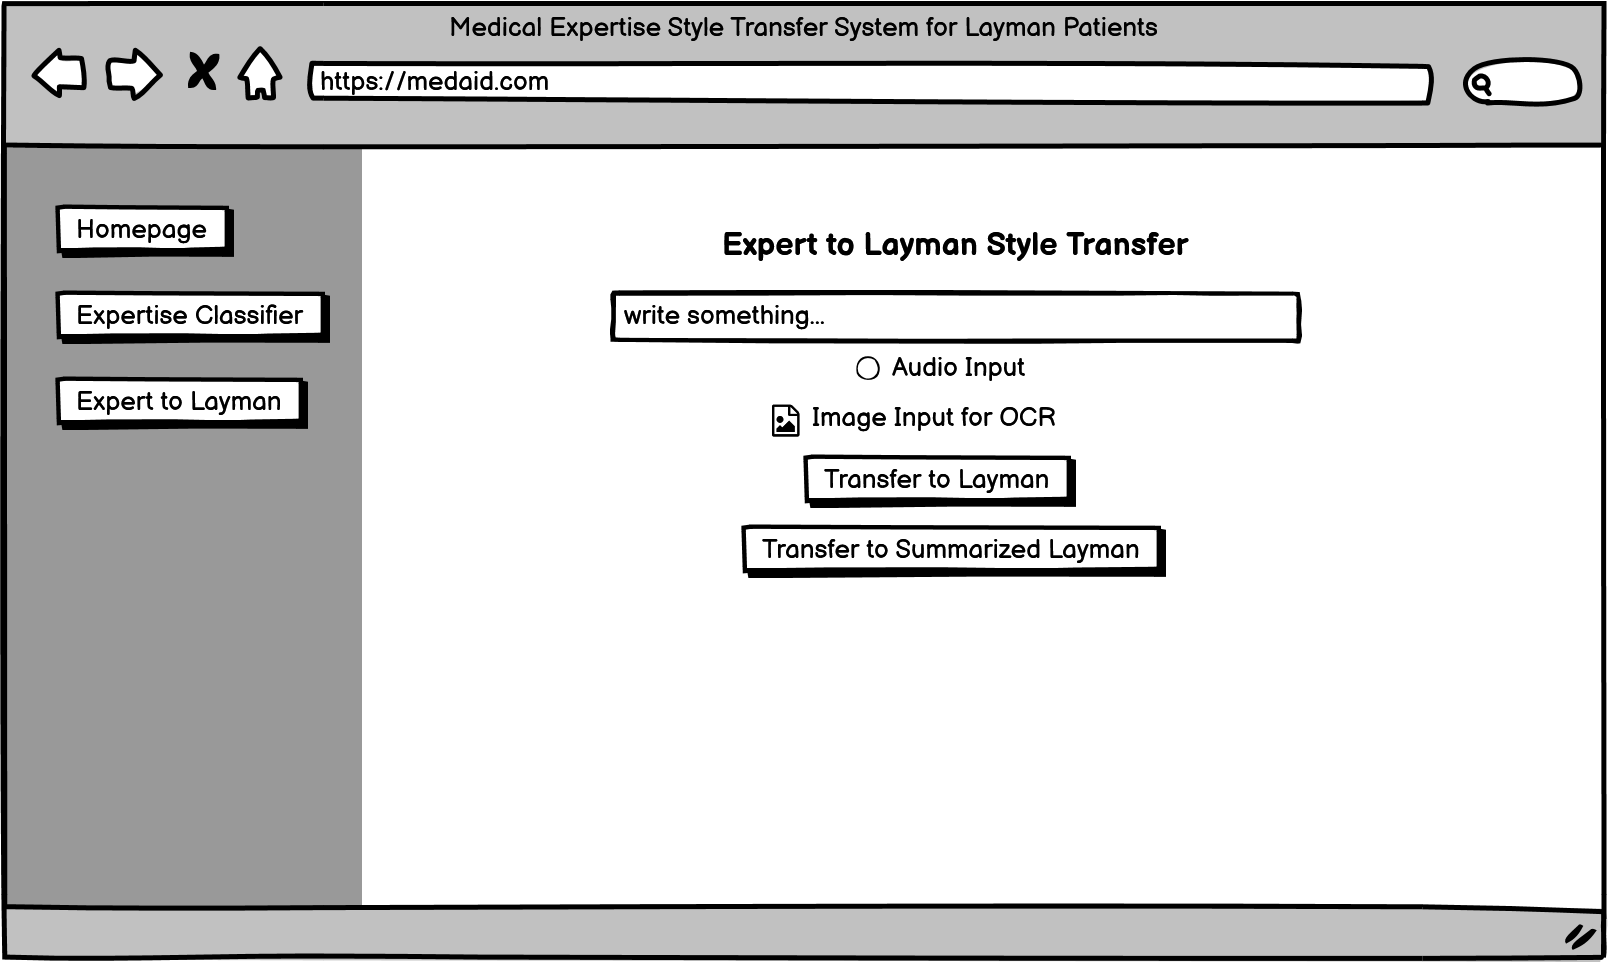 Medical Expertise Style Transfer System for Layman Patients
https://medaid.com
Homepage
Expertise Classifier
Expert to Layman
Expert to Layman Style Transfer
write something...
Audio Input
Image Input for OCR
Transfer to Layman
Transfer to Summarized Layman